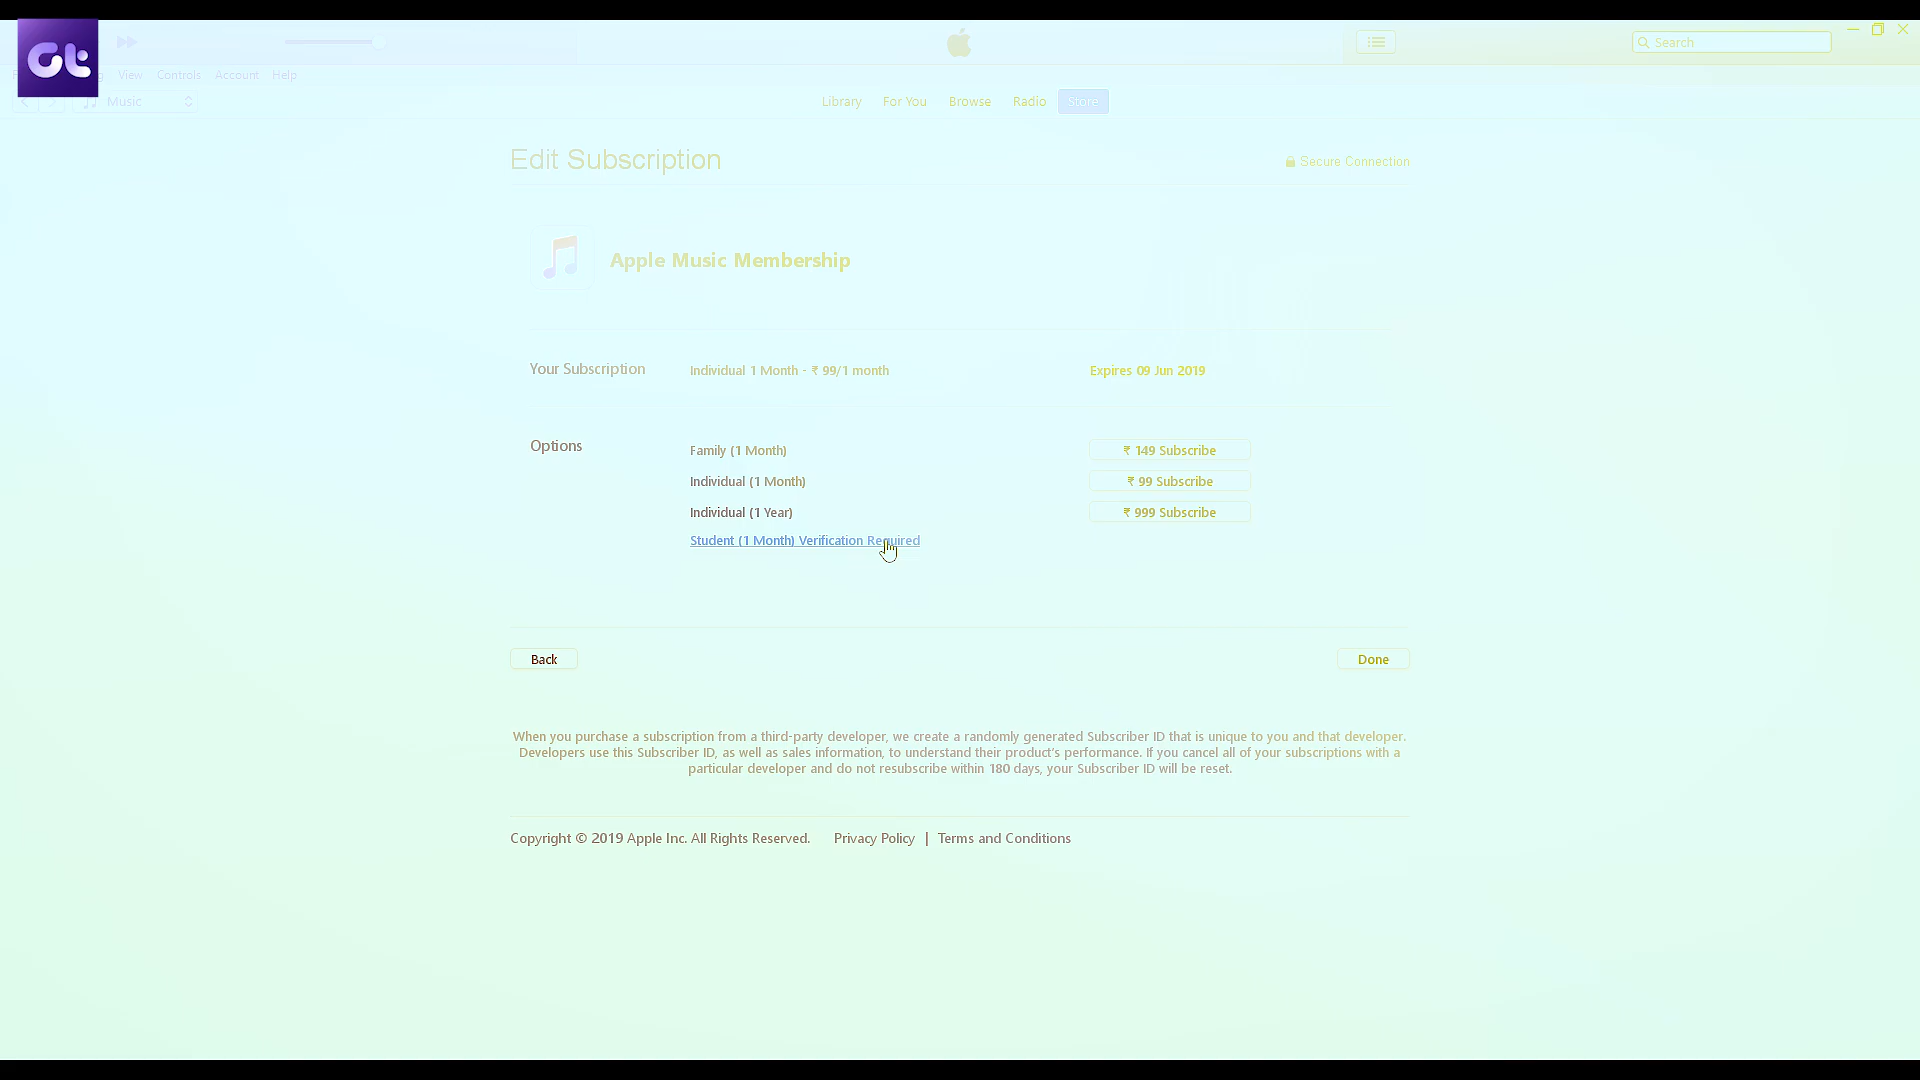 Gt
Search
View Controls Account Help
Music
Library For You Browse Radio Store
Edit Subscription
Secure Connection
Apple Music Membership
Your Subscription Individual 1 Month - ₹ 99/1 month Expires 09 Jun 2019
Options
Family (1 Month) ₹ 149 Subscribe
Individual (1 Month) ₹ 99 Subscribe
Individual (1 Year) ₹ 999 Subscribe
Student (1 Month) Verification Required
Back Done
When you purchase a subscription from a third-party developer, we create a randomly generated Subscriber ID that is unique to you and that developer.
Developers use this Subscriber ID, as well as sales information, to understand their product's performance. If you cancel all of your subscriptions with a
particular developer and do not resubscribe within 180 days, your Subscriber ID will be reset.
Copyright © 2019 Apple Inc. All Rights Reserved. Privacy Policy | Terms and Conditions